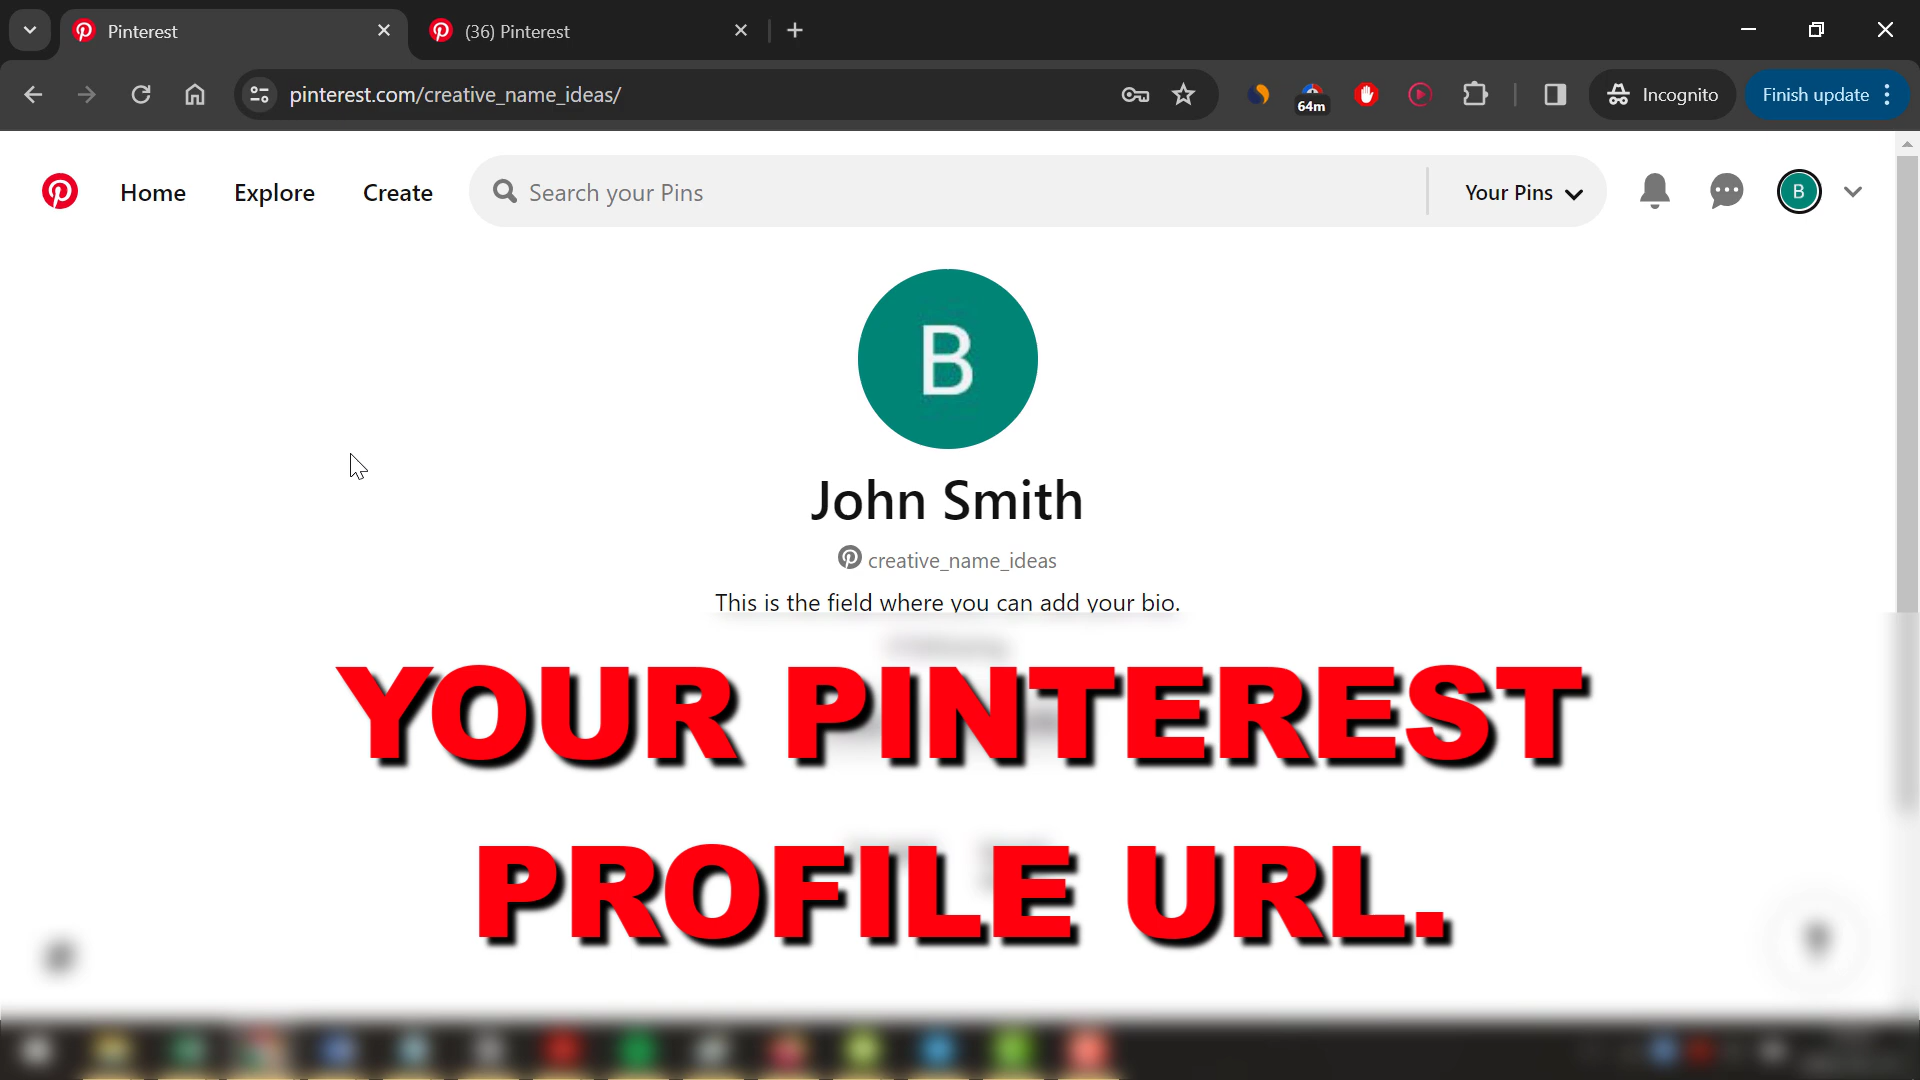 Pinterest
(36) Pinterest
pinterest.com/creative_name_ideas/
64m
Incognito
Finish update
Home
Explore
Create
Search your Pins
Your Pins
B
B
John Smith
creative_name_ideas
This is the field where you can add your bio.
YOUR PINTEREST
PROFILE URL.